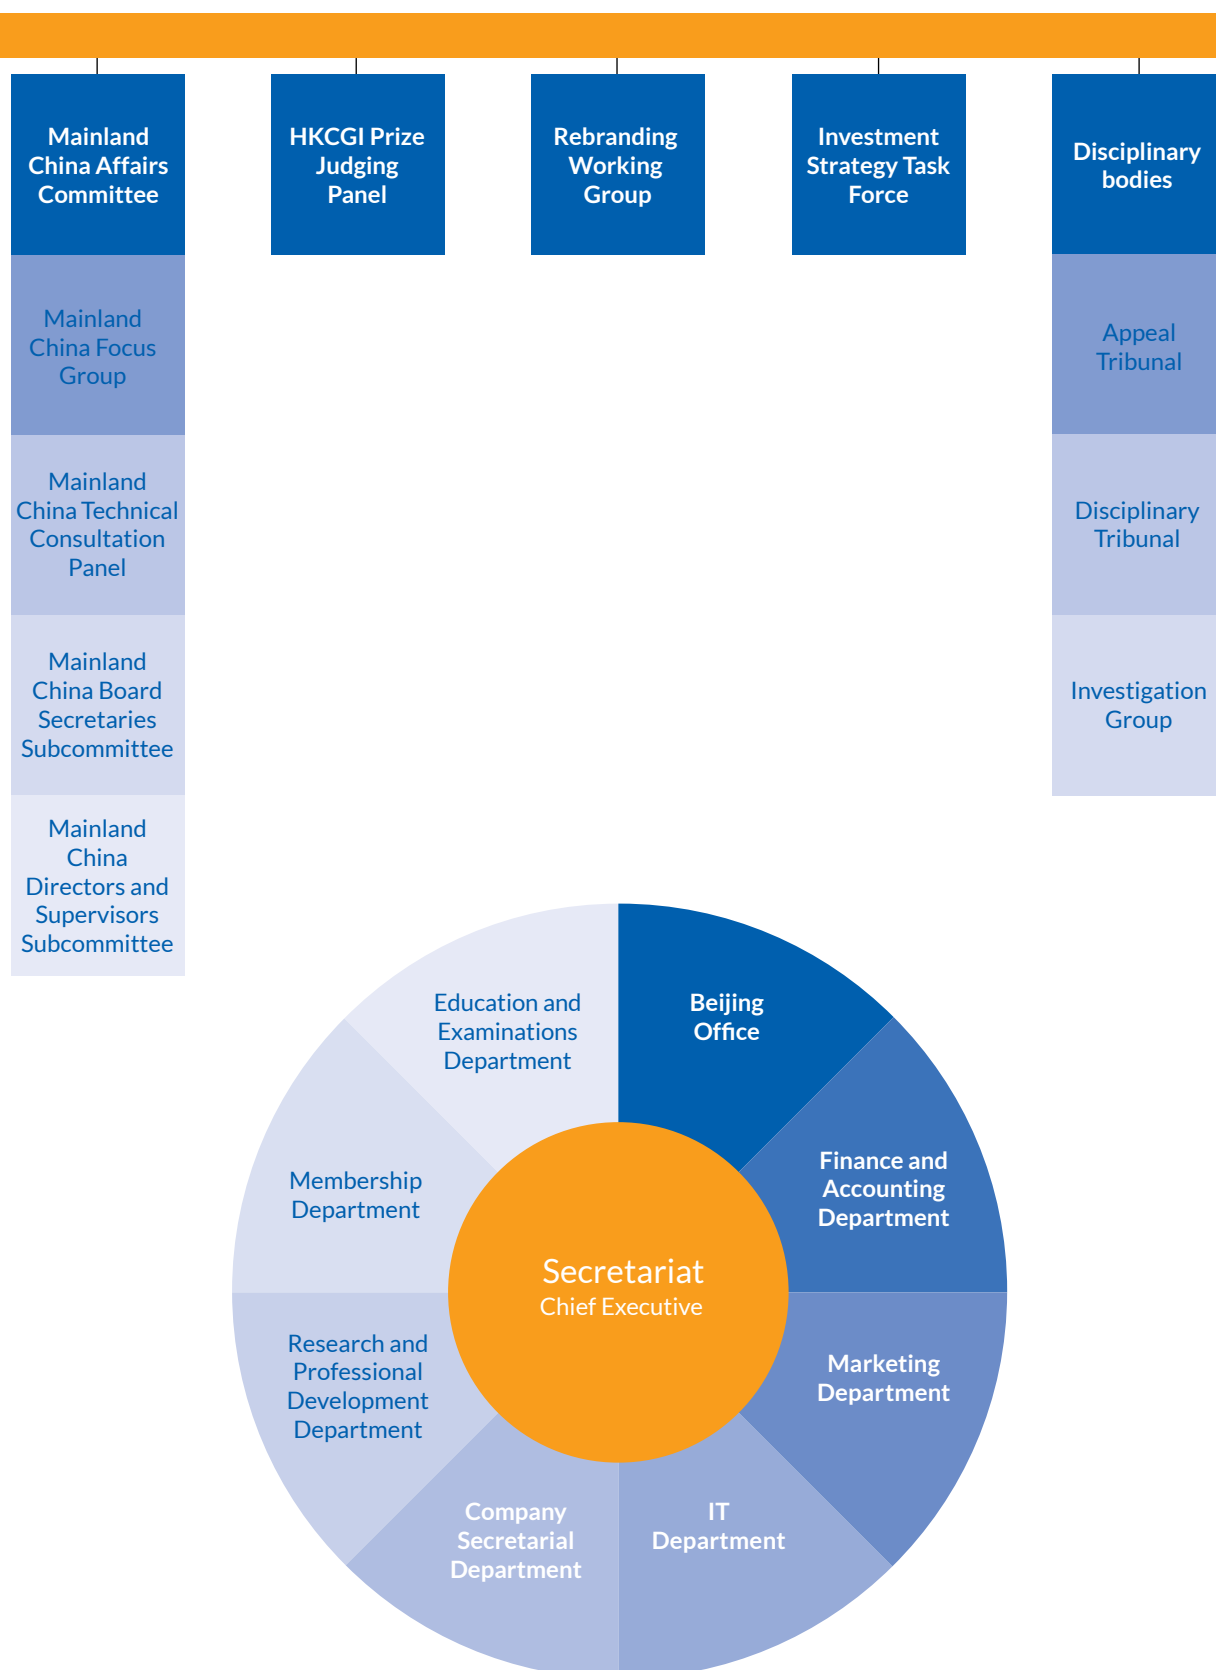 Mainland
China Affairs
Committee
HKCGI Prize
Judging
Panel
Rebranding
Working
Group
Investment
Strategy Task
Force
Disciplinary
bodies
Mainland
China Focus
Group
Mainland
China Technical
Consultation
Panel
Mainland
China Board
Secretaries
Subcommittee
Mainland
China
Directors and
Supervisors
Subcommittee
Appeal
Tribunal
Disciplinary
Tribunal
Investigation
Group
Education and
Examinations
Department
Beijing
Office
Finance and
Accounting
Department
Marketing
Department
IT
Department
Company
Secretarial
Department
Research and
Professional
Development
Department
Membership
Department
Secretariat
Chief Executive